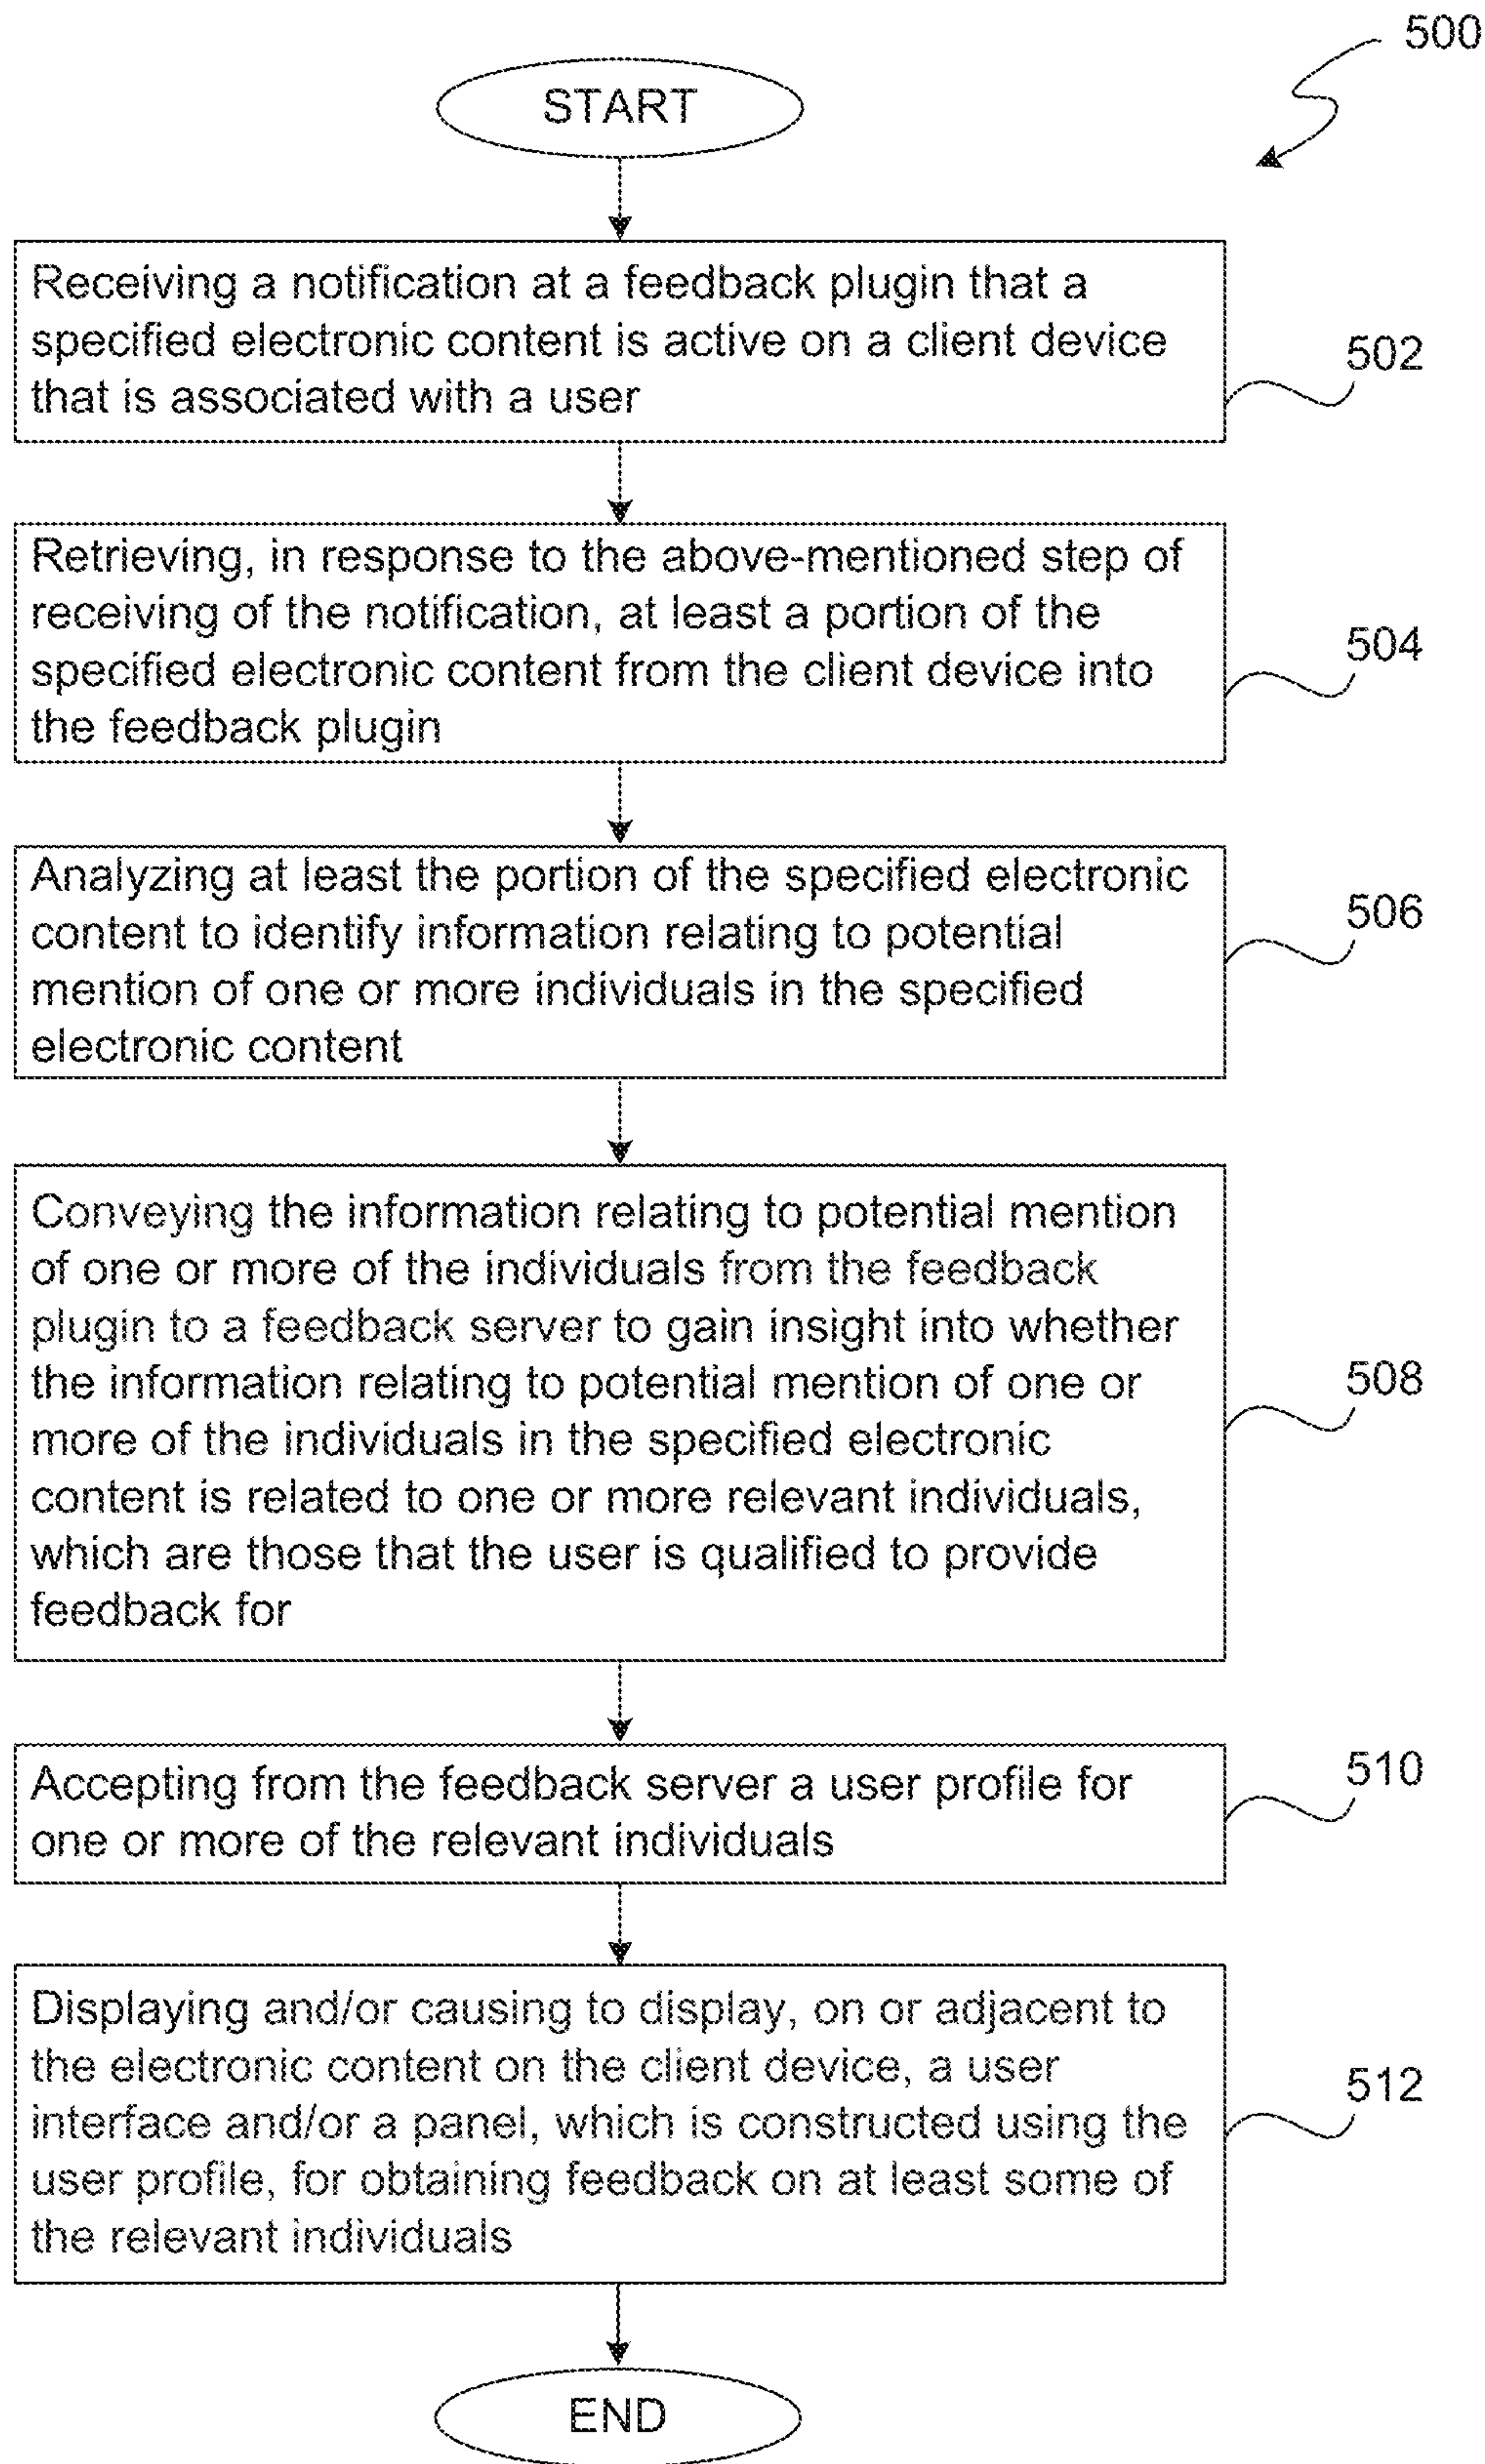 500
START
Receiving a notification at a feedback plugin that a
specified electronic content is active on a client device
that is associated with a user
502
Retrieving, in response to the above-mentioned step of
receiving of the notification, at least a portion of the
specified electronic content from the client device into
the feedback plugin
504
Analyzing at least the portion of the specified electronic
content to identify information relating to potential
mention of one or more individuals in the specified
electronic content
506
Conveying the information relating to potential mention
of one or more of the individuals from the feedback
plugin to a feedback server to gain insight into whether
the information relating to potential mention of one or
more of the individuals in the specified electronic
content is related to one or more relevant individuals,
which are those that the user is qualified to provide
feedback for
508
Accepting from the feedback server a user profile for
one or more of the relevant individuals
510
Displaying and/or causing to display, on or adjacent to
the electronic content on the client device, a user
interface and/or a panel, which is constructed using the
user profile, for obtaining feedback on at least some of
the relevant individuals
512
END